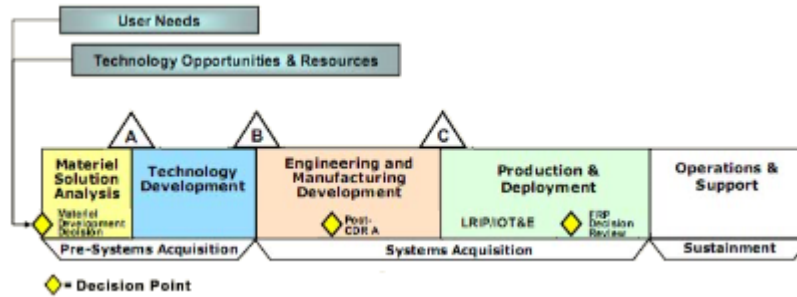 User Needs
Technology Opportunities & Resources
A
B
C
Materiel
Solution
Analysis
Technology
Development
Engineering and
Manufacturing
Development
Production &
Deployment
Operations &
Support
Materiel
Development
Decision
Post-
CDR A
LRIP/IOT&E
FRP
Decision
Review
Pre-Systems Acquisition
Systems Acquisition
Sustainment
= Decision Point